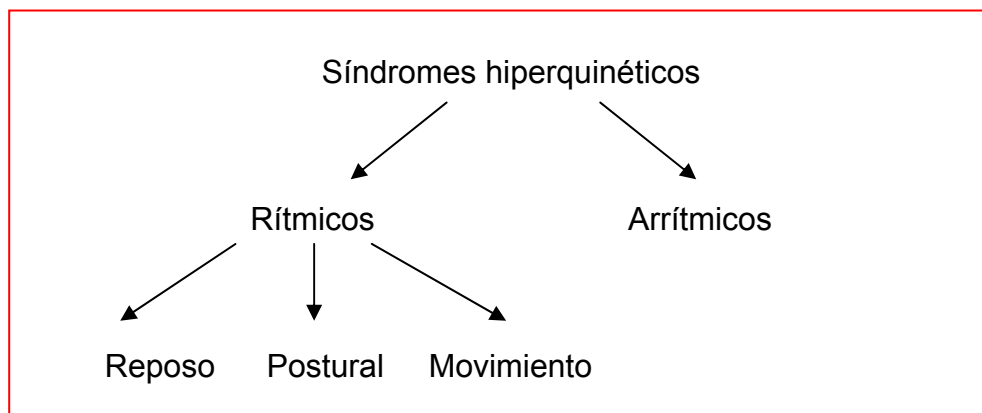 Síndromes hiperquinéticos
Rítmicos Arrítmicos
Reposo Postural Movimiento